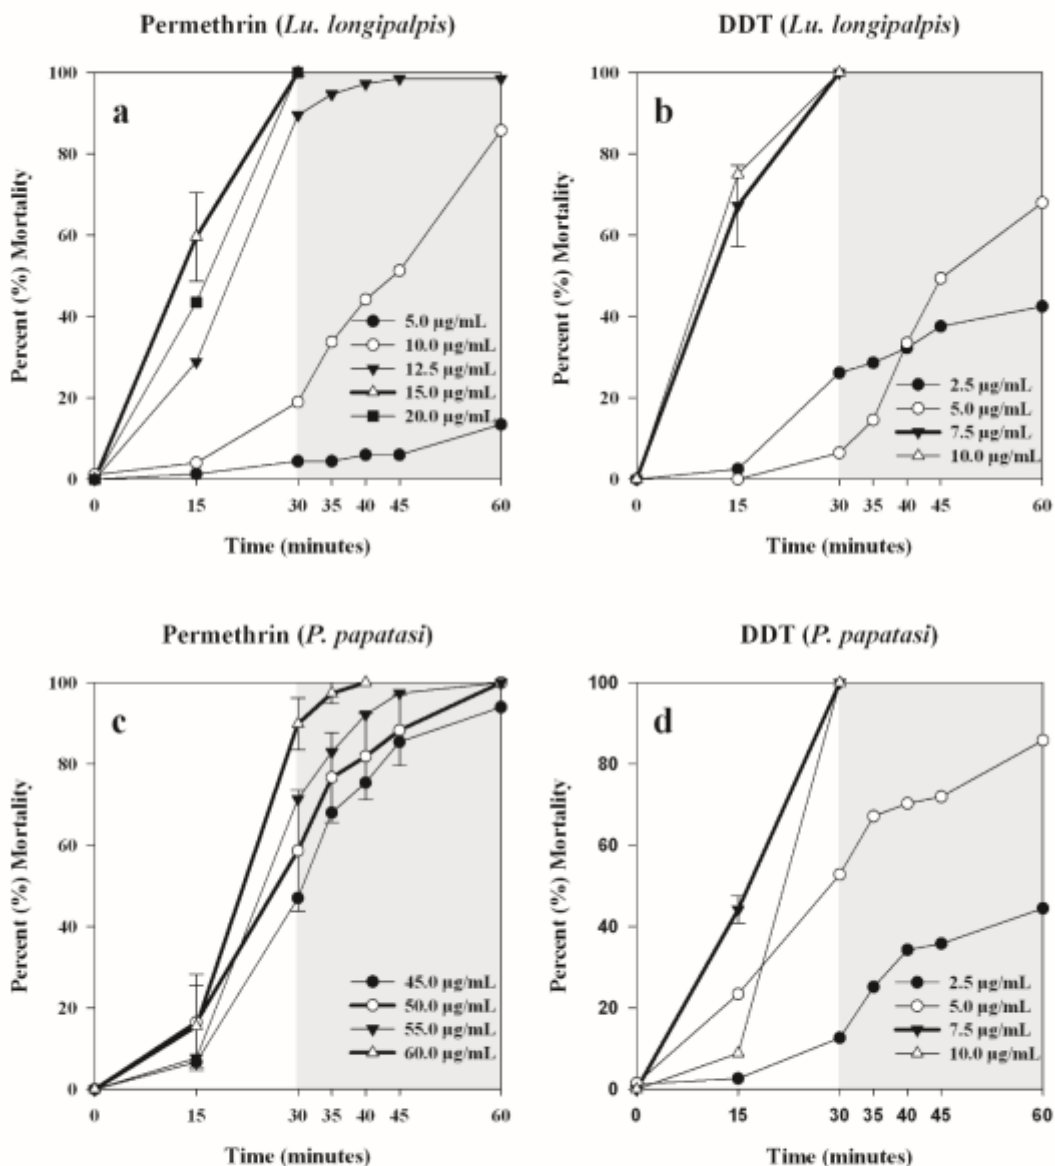 Permethrin (Lu. longipalpis)
a
Percent (%) Mortality
100
80
60
40
20
0
5.0 µg/mL
10.0 µg/mL
12.5 µg/mL
15.0 µg/mL
20.0 µg/mL
0 15 30 35 40 45 60
Time (minutes)
DDT (Lu. longipalpis)
b
Percent (%) Mortality
100
80
60
40
20
0
2.5 µg/mL
5.0 µg/mL
7.5 µg/mL
10.0 µg/mL
0 15 30 35 40 45 60
Time (minutes)
Permethrin (P. papatasi)
c
Percent (%) Mortality
100
80
60
40
20
0
45.0 µg/mL
50.0 µg/mL
55.0 µg/mL
60.0 µg/mL
0 15 30 35 40 45 60
Time (minutes)
DDT (P. papatasi)
d
Percent (%) Mortality
100
80
60
40
20
0
2.5 µg/mL
5.0 µg/mL
7.5 µg/mL
10.0 µg/mL
0 15 30 35 40 45 60
Time (minutes)